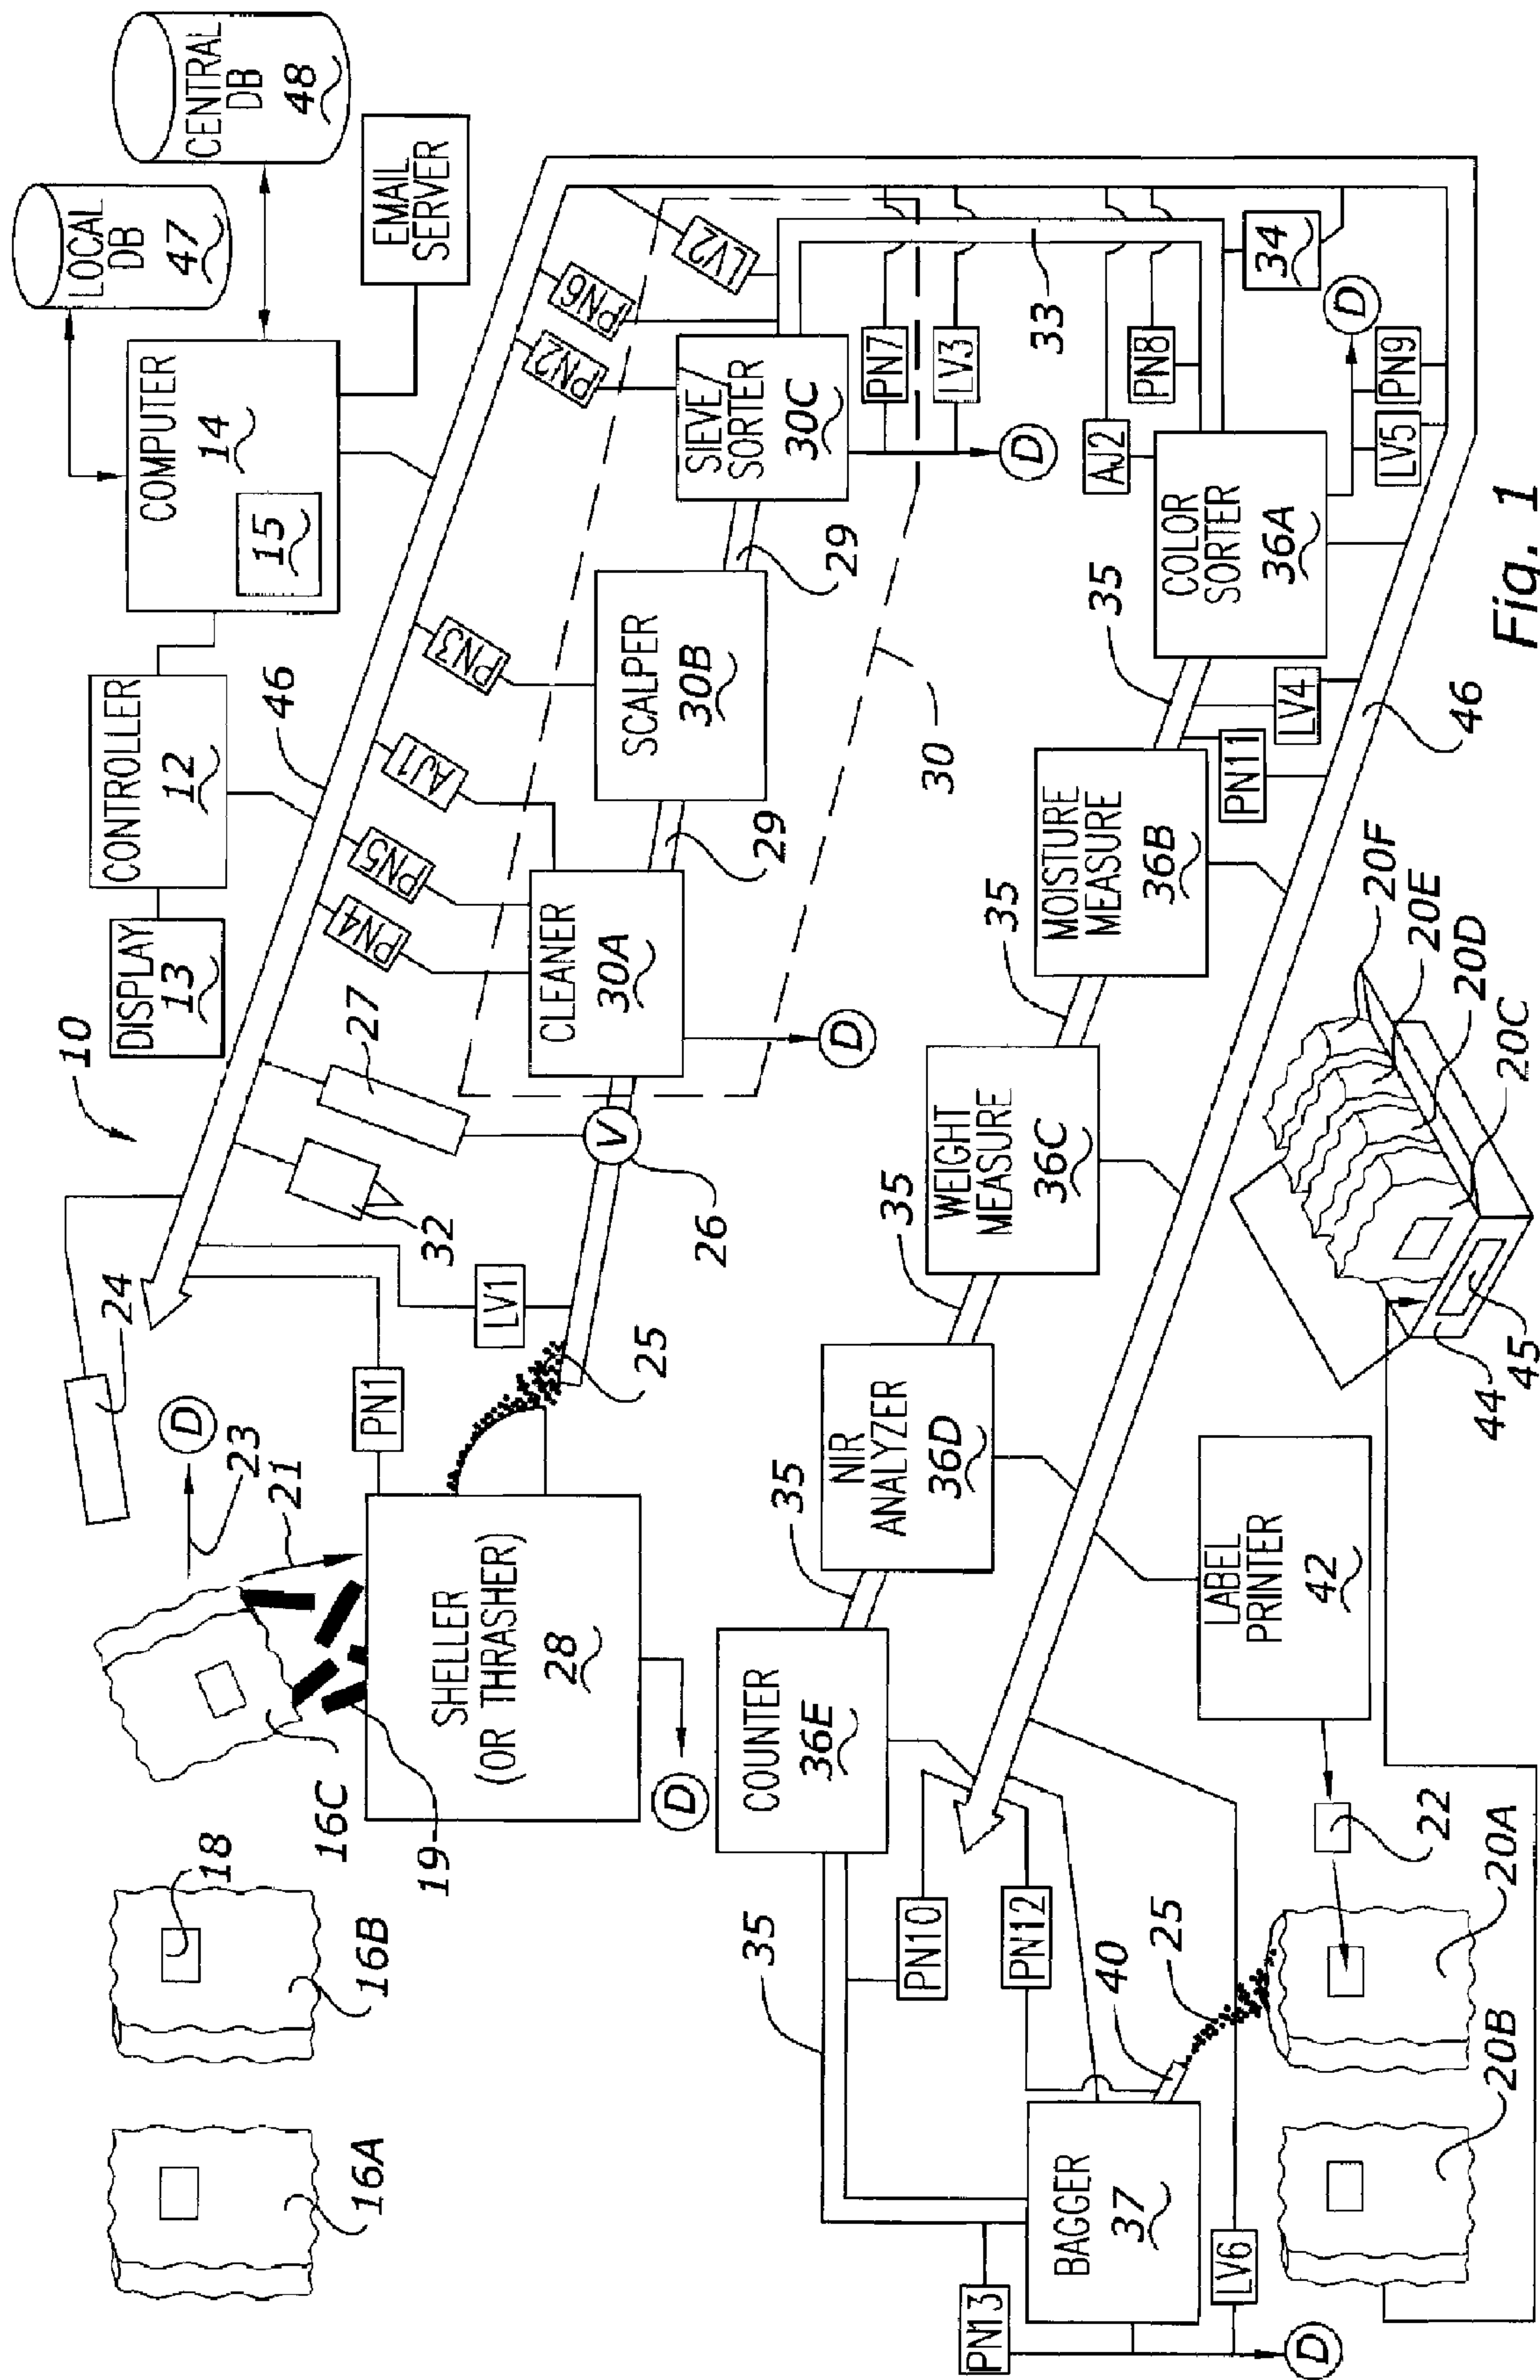 10
24
D
23
21
16A
16B
18
16C
19
SHELLER
(OR THRASHER)
28
D
PN1
LV1
25
32
27
26
V
DISPLAY
13
CONTROLLER
12
COMPUTER
14
15
LOCAL
DB
47
CENTRAL
DB
48
EMAIL
SERVER
46
PN4
PN5
AJ1
PN3
PN2
PN6
LV2
CLEANER
30A
D
29
SCALPER
30B
29
SIEVE
SORTER
30C
30
PN7
LV3
D
33
34
AJ2
PN8
D
COLOR
SORTER
36A
LV5
PN9
35
LV4
PN11
46
MOISTURE
MEASURE
36B
35
WEIGHT
MEASURE
36C
35
NIR
ANALYZER
36D
35
COUNTER
36E
35
PN10
PN12
40
25
BAGGER
37
PN13
LV6
D
LABEL
PRINTER
42
22
20A
20B
20F
20E
20D
20C
44
45
Fig. 1